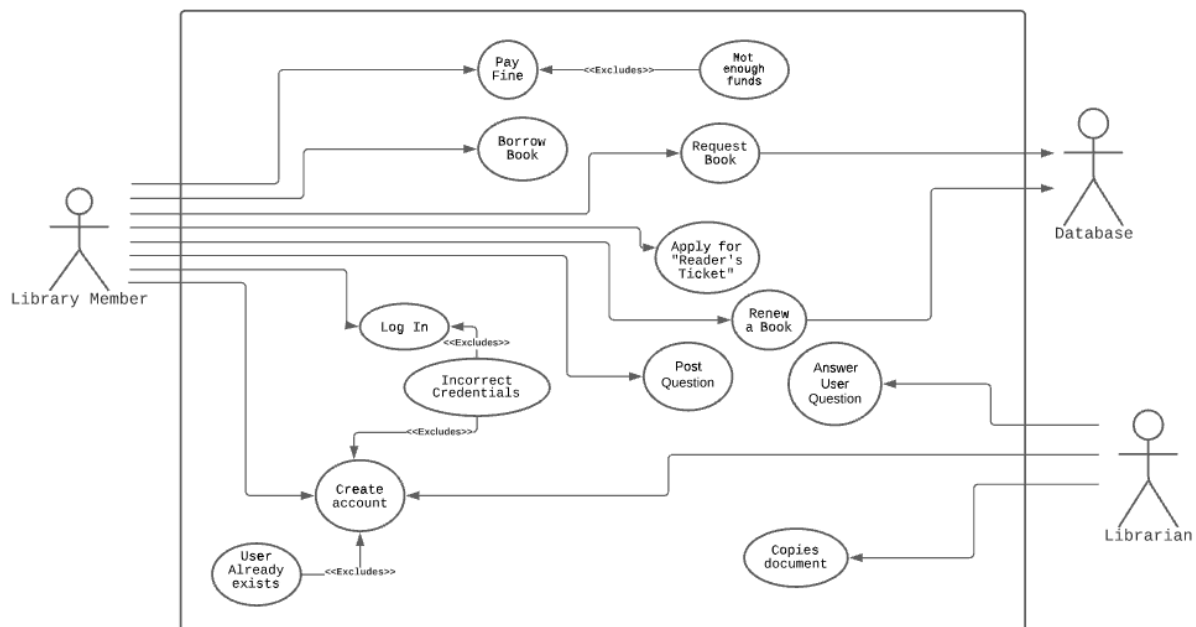 Pay
Fine
<<Excludes>>
Not
enough
funds
Borrow
Book
Request
Book
Database
Library Member
Apply for
"Reader's
Ticket"
Renew
a Book
Log In
<<Excludes>>
Incorrect
Credentials
Post
Question
Answer
User
Question
<<Excludes>>
Create
account
Librarian
User
Already
exists
<<Excludes>>
Copies
document